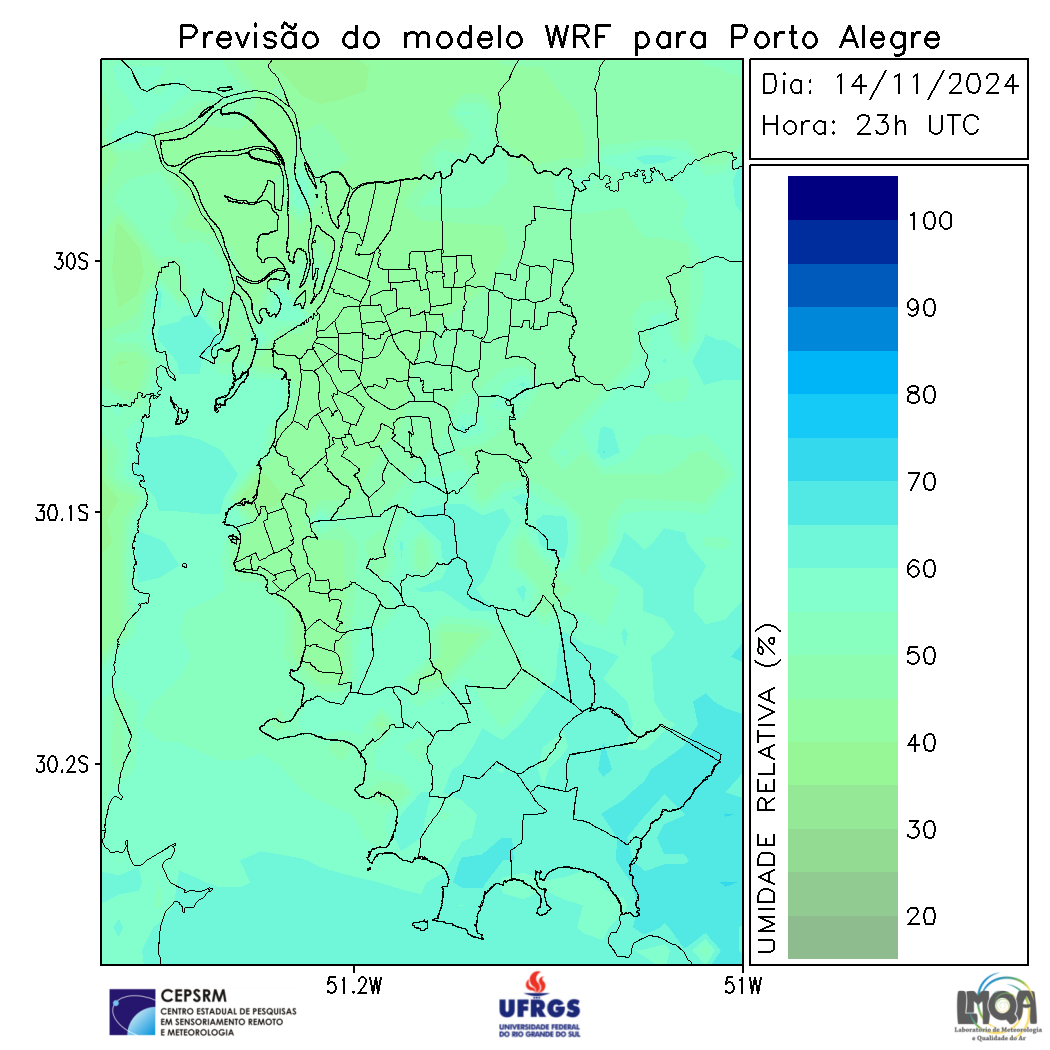 Previsão do modelo WRF para Porto Alegre
Dia: 14/11/2024
Hora: 23h UTC
30S
30.1S
30.2S
51.2W
51W
100
90
80
70
60
50
40
30
20
UMIDADE RELATIVA (%)
CEPSRM
CENTRO ESTADUAL DE PESQUISAS
EM SENSORIAMENTO REMOTO
E METEOROLOGIA
UFRGS
UNIVERSIDADE FEDERAL
DO RIO GRANDE DO SUL
LMQA
Laboratório de Meteorologia
e Qualidade do Ar